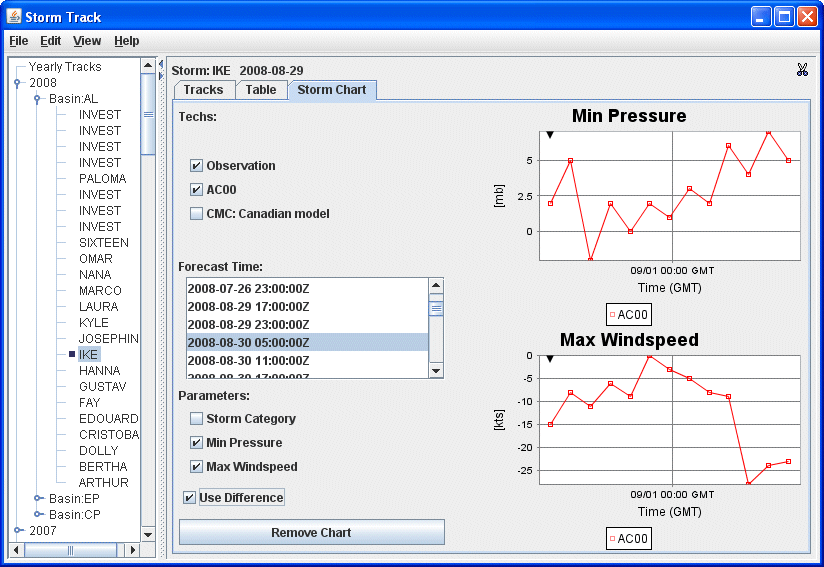 Storm Track
File Edit View Help
Yearly Tracks
2008
Basin:AL
INVEST
INVEST
INVEST
INVEST
PALOMA
INVEST
INVEST
INVEST
SIXTEEN
OMAR
NANA
MARCO
LAURA
KYLE
JOSEPHIN
IKE
HANNA
GUSTAV
FAY
EDOUARD
CRISTOBA
DOLLY
BERTHA
ARTHUR
Basin:EP
Basin:CP
2007
Storm: IKE 2008-08-29
Tracks Table Storm Chart
Techs:
Observation
AC00
CMC: Canadian model
Forecast Time:
2008-07-26 23:00:00Z
2008-08-29 17:00:00Z
2008-08-29 23:00:00Z
2008-08-30 05:00:00Z
2008-08-30 11:00:00Z
2008-08-30 17:00:00Z
Parameters:
Storm Category
Min Pressure
Max Windspeed
Use Difference
Remove Chart
Min Pressure
5
2.5
0
[mb]
09/01 00:00 GMT
Time (GMT)
AC00
Max Windspeed
0
-5
-10
-15
-20
-25
[kts]
09/01 00:00 GMT
Time (GMT)
AC00